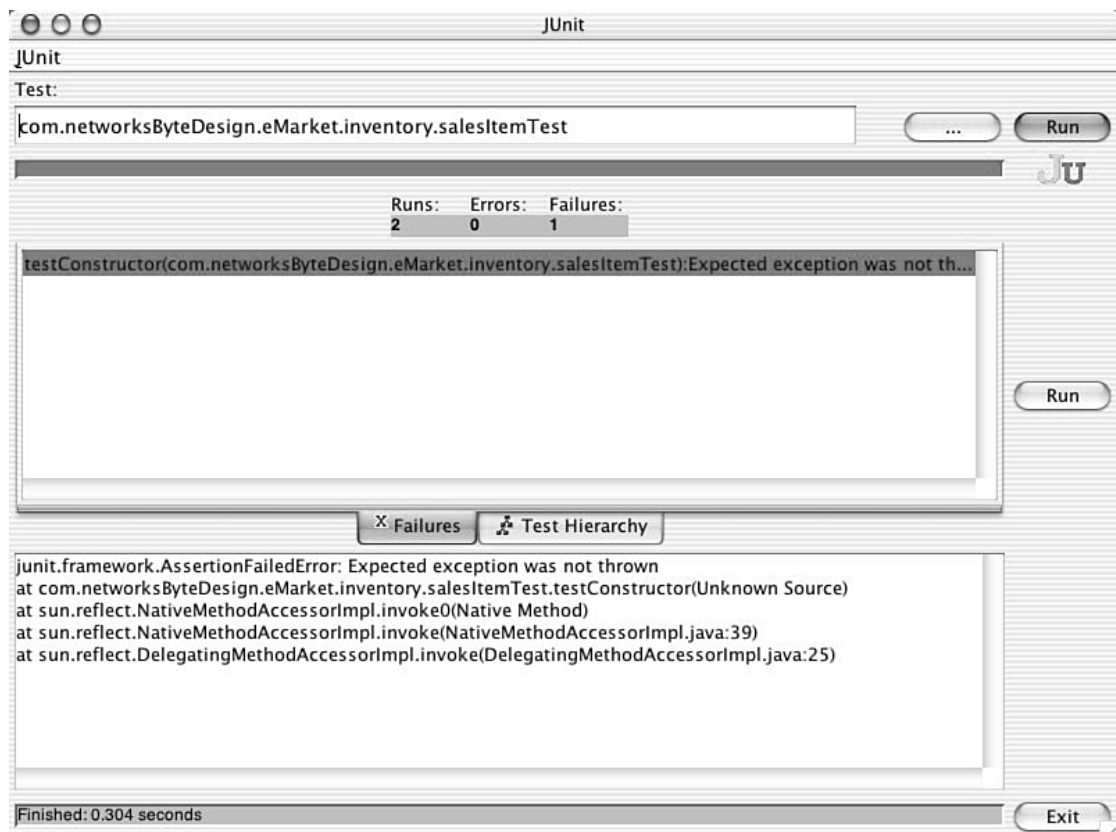 JUnit
JUnit
Test:
com.networksByteDesign.eMarket.inventory.salesItemTest
... Run
JU
Runs: Errors: Failures:
2 0 1
testConstructor(com.networksByteDesign.eMarket.inventory.salesItemTest):Expected exception was not th...
Run
X Failures Test Hierarchy
junit.framework.AssertionFailedError: Expected exception was not thrown
at com.networksByteDesign.eMarket.inventory.salesItemTest.testConstructor(Unknown Source)
at sun.reflect.NativeMethodAccessorImpl.invoke0(Native Method)
at sun.reflect.NativeMethodAccessorImpl.invoke(NativeMethodAccessorImpl.java:39)
at sun.reflect.DelegatingMethodAccessorImpl.invoke(DelegatingMethodAccessorImpl.java:25)
Finished: 0.304 seconds
Exit